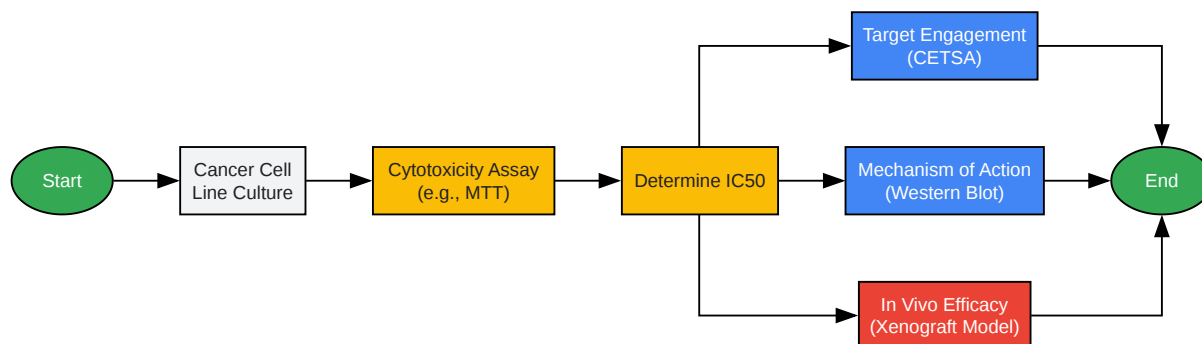 Start
Cancer Cell
Line Culture
Cytotoxicity Assay
(e.g., MTT)
Determine IC50
Target Engagement
(CETSA)
Mechanism of Action
(Western Blot)
In Vivo Efficacy
(Xenograft Model)
End